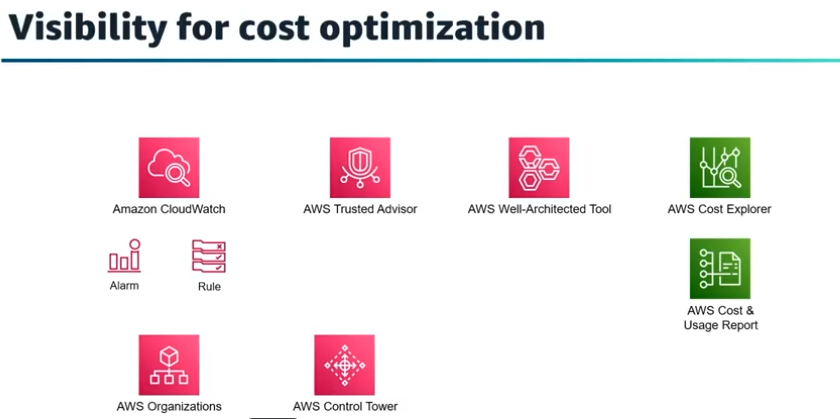 Visibility for cost optimization
Amazon CloudWatch
AWS Trusted Advisor
AWS Well-Architected Tool
AWS Cost Explorer
Alarm
Rule
AWS Cost &
Usage Report
AWS Organizations
AWS Control Tower